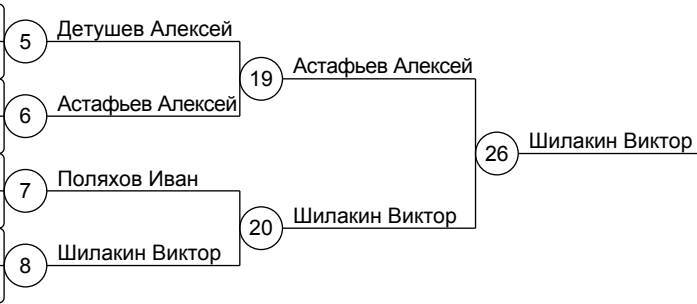 5 Детушев Алексей
19 Астафьев Алексей
6 Астафьев Алексей
26 Шилакин Виктор
7 Поляхов Иван
20 Шилакин Виктор
8 Шилакин Виктор